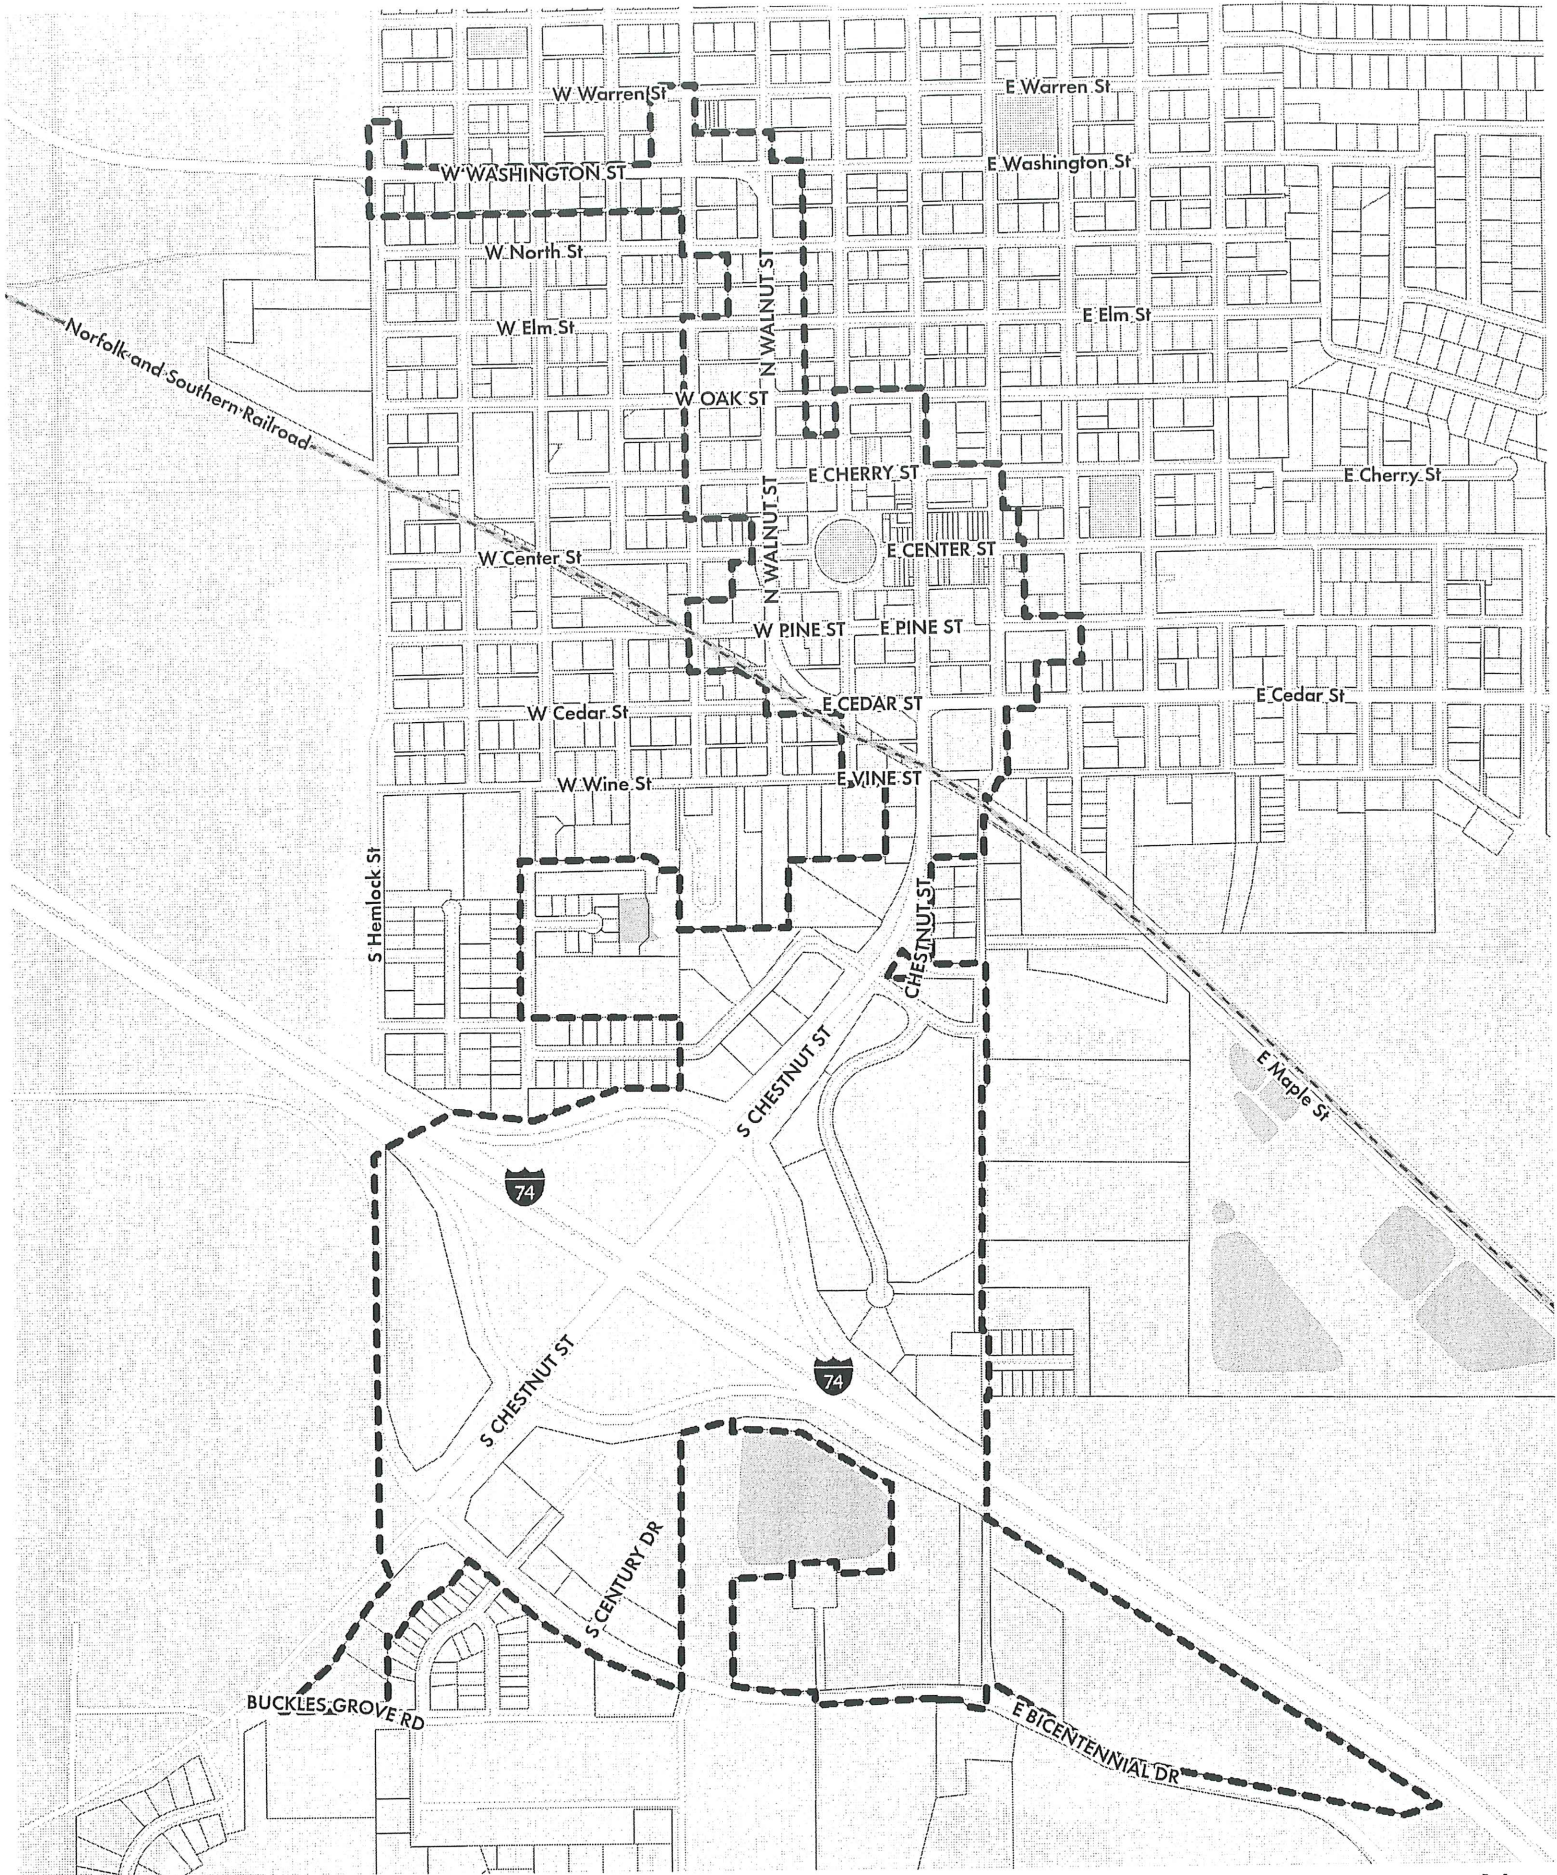 W Warren St
E Warren St
W WASHINGTON ST
E Washington St
W North St
N WALNUT ST
W Elm St
E Elm St
Norfolk and Southern Railroad
W OAK ST
E CHERRY ST
E Cherry St
N WALNUT ST
W Center St
E CENTER ST
W PINE ST
E PINE ST
W Cedar St
E CEDAR ST
E Cedar St
W Wine St
E VINE ST
S Hemlock St
CHESTNUT ST
S CHESTNUT ST
E Maple St
74
74
S CHESTNUT ST
S CENTURY DR
BUCKLES GROVE RD
E BICENTENNIAL DR